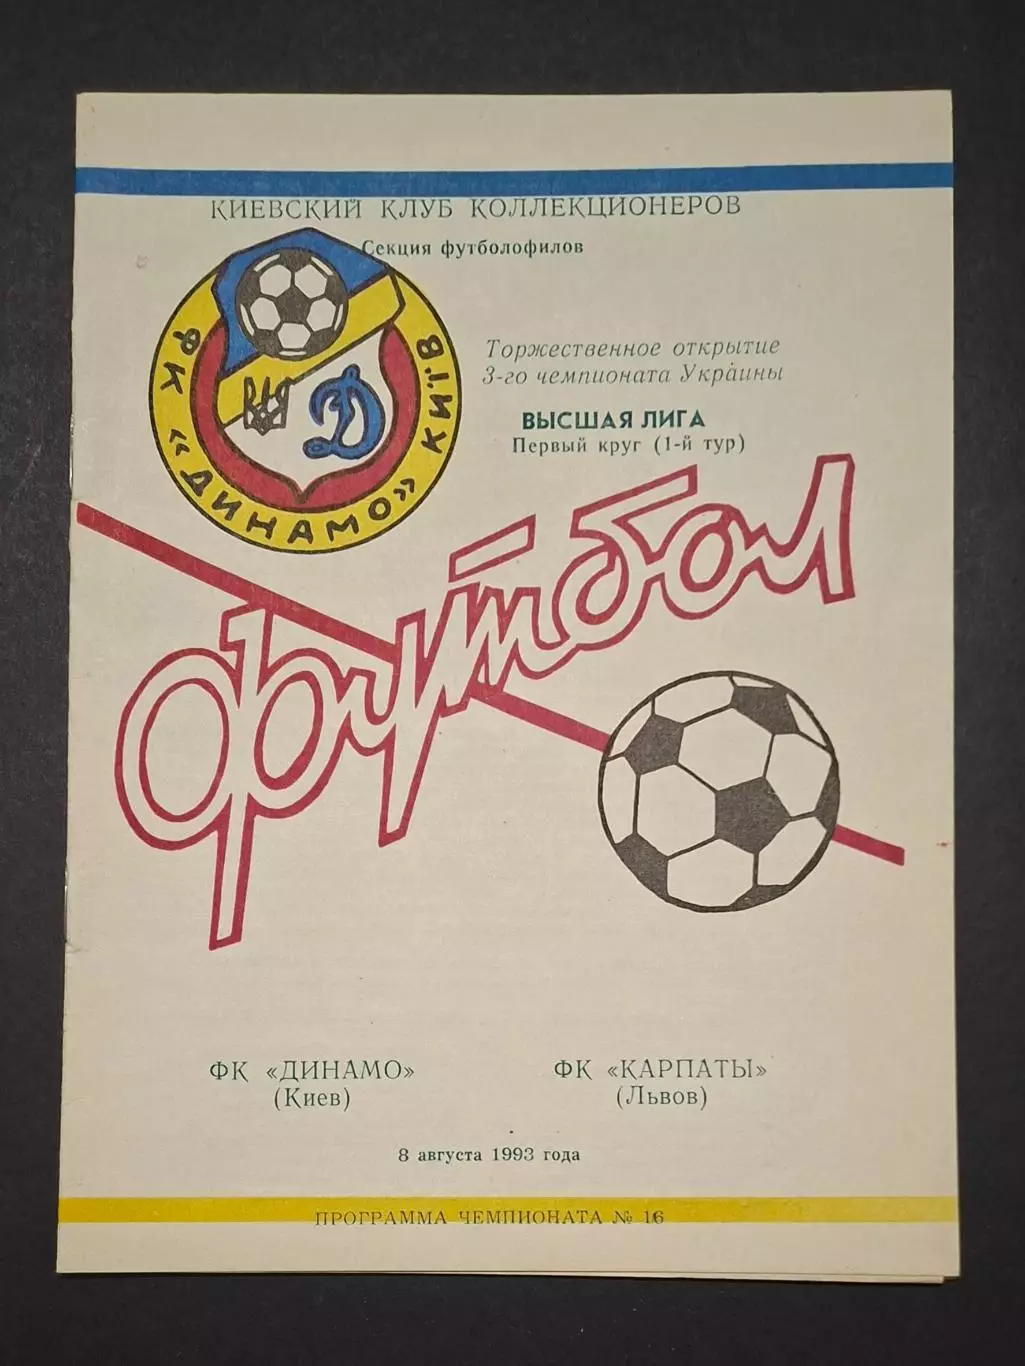 КИЕВСКИЙ КЛУБ КОЛЛЕКЦИОНЕРОВ
Секция футболофилов
ФК «ДИНАМО» КИЇВ
Д
Торжественное открытие
3-го чемпионата Украины
ВЫСШАЯ ЛИГА
Первый круг (1-й тур)
футбол
ФК «ДИНАМО»
(Киев)
ФК «КАРПАТЫ»
(Львов)
8 августа 1993 года
ПРОГРАММА ЧЕМПИОНАТА № 16